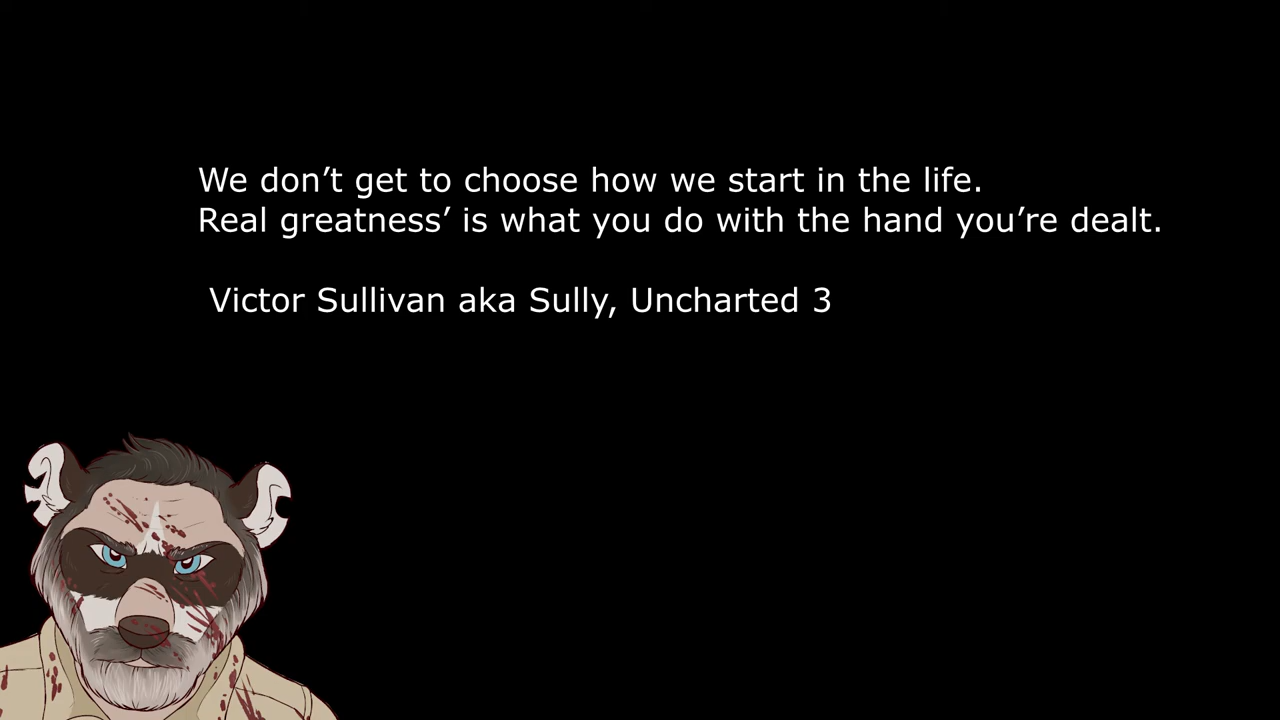 We don’t get to choose how we start in the life.
Real greatness’ is what you do with the hand you’re dealt.
Victor Sullivan aka Sully, Uncharted 3